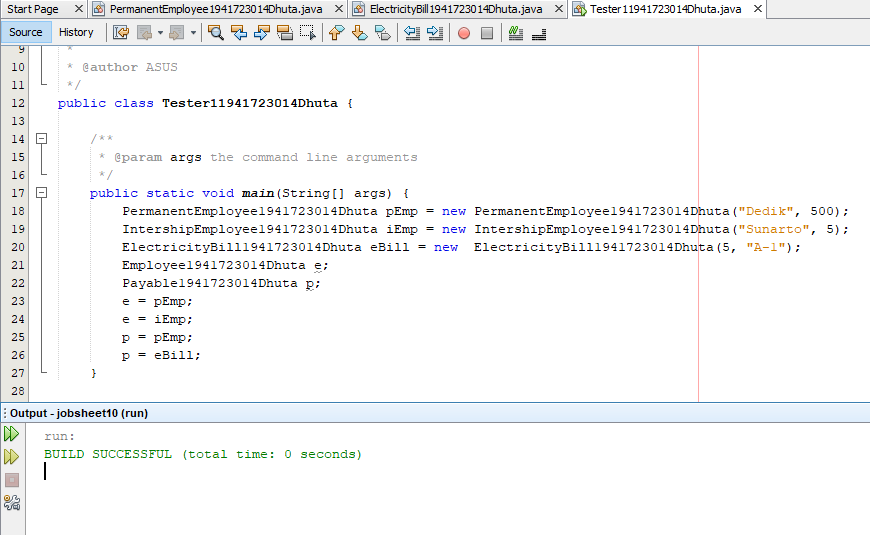 Start Page
PermanentEmployee1941723014Dhuta.java
ElectricityBill1941723014Dhuta.java
Tester11941723014Dhuta.java
Source History
9 *
10 * @author ASUS
11 */
12 public class Tester11941723014Dhuta {
13
14 /**
15 * @param args the command line arguments
16 */
17 public static void main(String[] args) {
18 PermanentEmployee1941723014Dhuta pEmp = new PermanentEmployee1941723014Dhuta("Dedik", 500);
19 IntershipEmployee1941723014Dhuta iEmp = new IntershipEmployee1941723014Dhuta("Sunarto", 5);
20 ElectricityBill1941723014Dhuta eBill = new  ElectricityBill1941723014Dhuta(5, "A-1");
21 Employee1941723014Dhuta e;
22 Payable1941723014Dhuta p;
23 e = pEmp;
24 e = iEmp;
25 p = pEmp;
26 p = eBill;
27 }
28
Output - jobsheet10 (run)
run:
BUILD SUCCESSFUL (total time: 0 seconds)